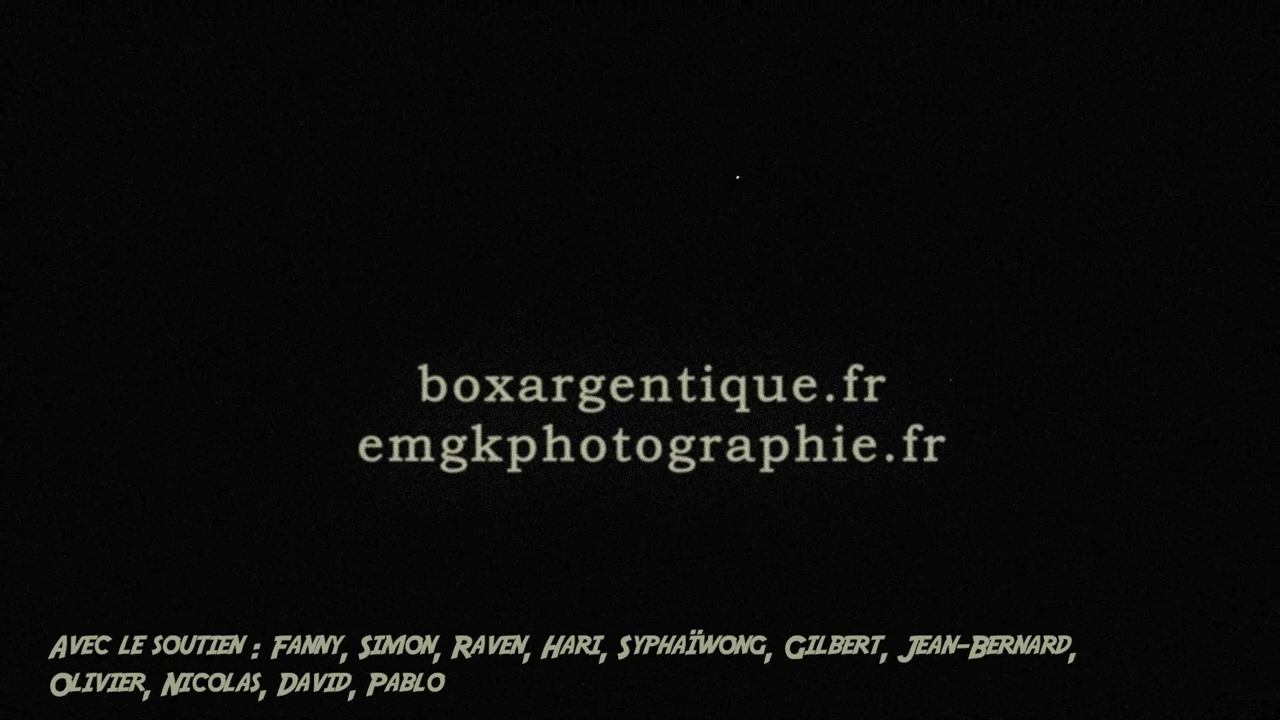 boxargentique.fr
emgkphotographie.fr
Avec le soutien : Fanny, Simon, Raven, Hari, Syphaïwong, Gilbert, Jean-Bernard,
Olivier, Nicolas, David, Pablo